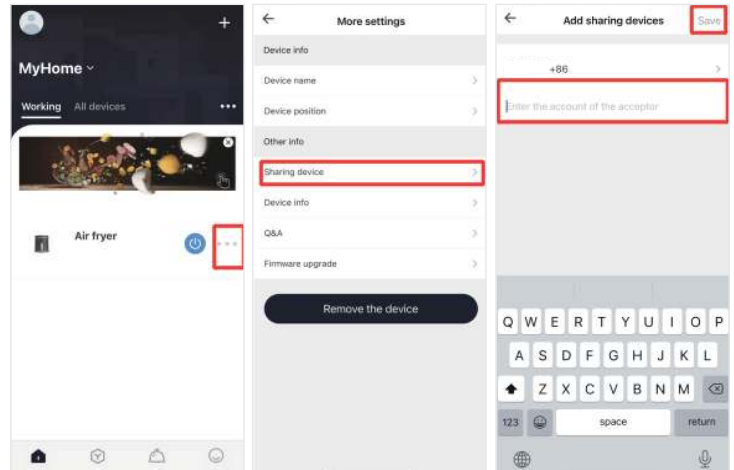 MyHome
Working All devices
Air fryer
More settings
Device info
Device name
Device position
Other info
Sharing device
Device info
Q&A
Firmware upgrade
Remove the device
Add sharing devices Save
+86
Enter the account of the acceptor
Q W E R T Y U I O P
A S D F G H J K L
Z X C V B N M
123 space return